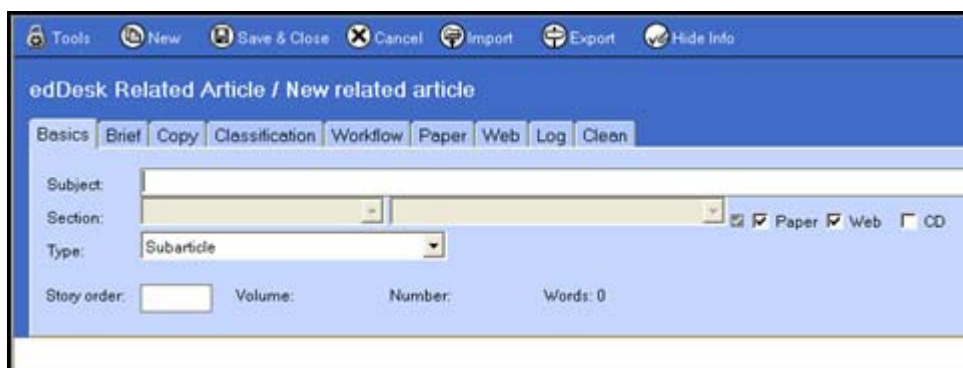 Tools New Save & Close Cancel Import Export Hide Info
edDesk Related Article / New related article
Basics Brief Copy Classification Workflow Paper Web Log Clean
Subject:
Section: Paper Web CD
Type: Subarticle
Story order: Volume: Number: Words: 0